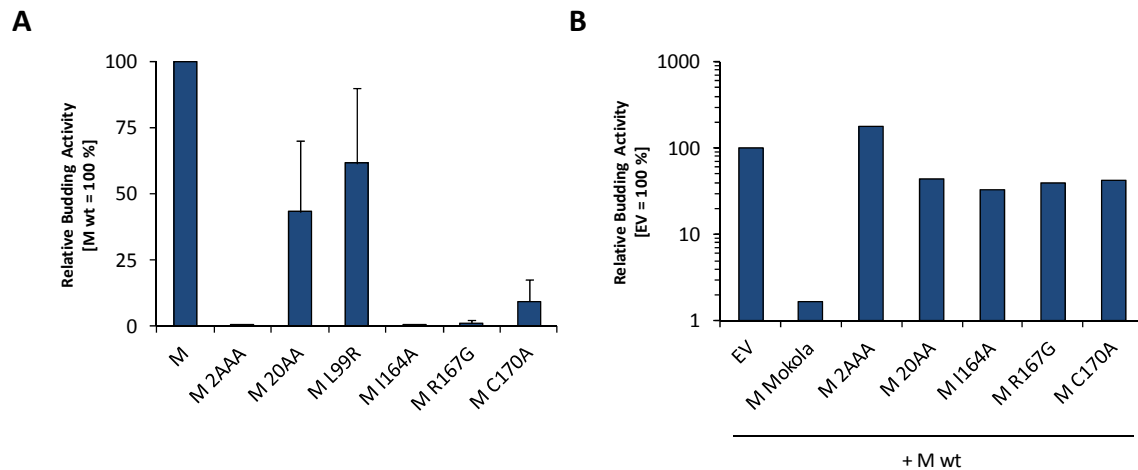 A
Relative Budding Activity
[M wt = 100 %]
100
75
50
25
0
M
M 2AAA
M 20AA
M L99R
M I164A
M R167G
M C170A
B
Relative Budding Activity
[EV = 100 %]
1000
100
10
1
EV
M Mokola
M 2AAA
M 20AA
M I164A
M R167G
M C170A
+ M wt